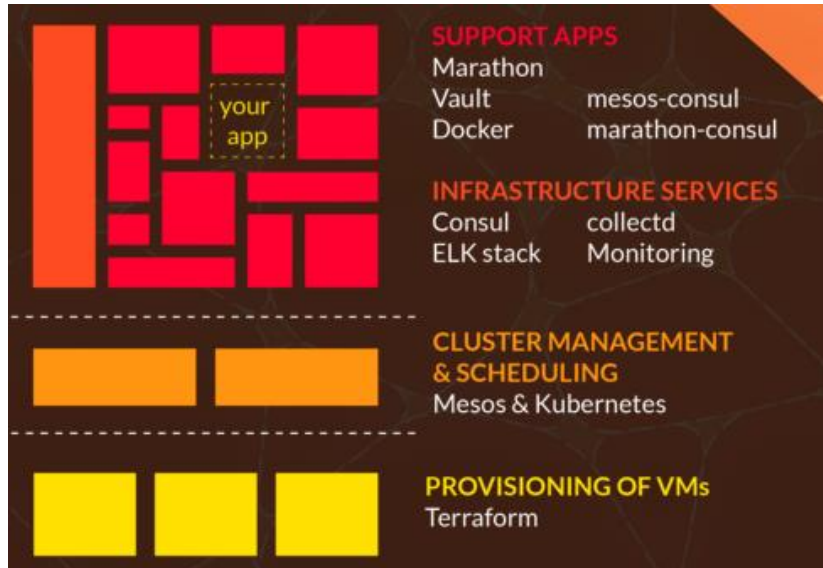 your
app
SUPPORT APPS
Marathon
Vault mesos-consul
Docker marathon-consul
INFRASTRUCTURE SERVICES
Consul collectd
ELK stack Monitoring
CLUSTER MANAGEMENT
& SCHEDULING
Mesos & Kubernetes
PROVISIONING OF VMs
Terraform